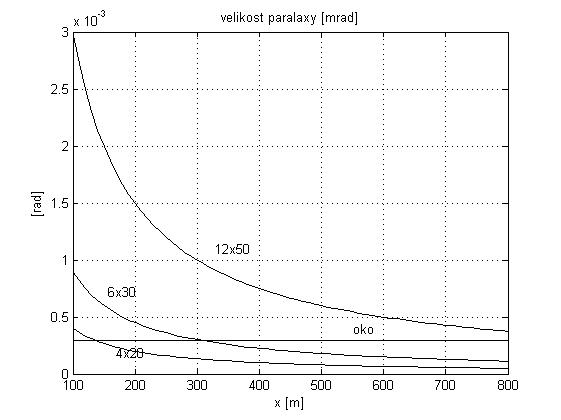 velikost paralaxy [mrad]
x 10⁻³
3
2.5
2
1.5
1
0.5
0
[rad]
12x50
6x30
oko
4x20
100 200 300 400 500 600 700 800
x [m]